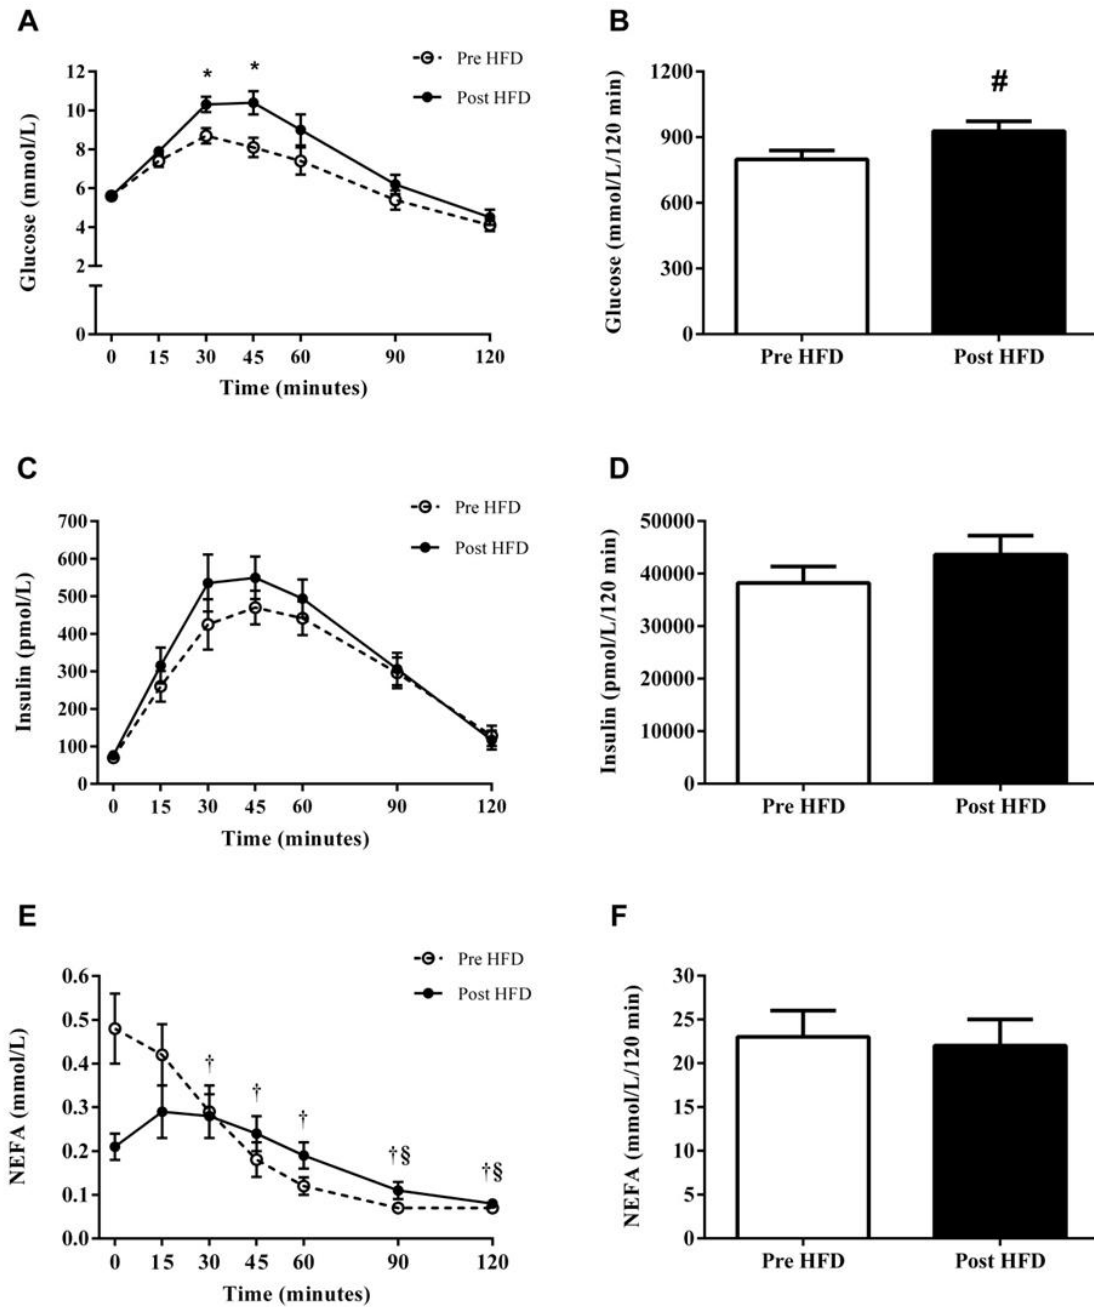 A
Pre HFD
Post HFD
* *
12
10
8
6
4
2
0
Glucose (mmol/L)
0 15 30 45 60 90 120
Time (minutes)
B
#
1200
900
600
300
0
Glucose (mmol/L/120 min)
Pre HFD Post HFD
C
Pre HFD
Post HFD
700
600
500
400
300
200
100
0
Insulin (pmol/L)
0 15 30 45 60 90 120
Time (minutes)
D
50000
40000
30000
20000
10000
0
Insulin (pmol/L/120 min)
Pre HFD Post HFD
E
Pre HFD
Post HFD
0.6
0.5
0.4
0.3
0.2
0.1
0.0
NEFA (mmol/L)
† † † †§ †§
0 15 30 45 60 90 120
Time (minutes)
F
30
25
20
15
10
5
0
NEFA (mmol/L/120 min)
Pre HFD Post HFD